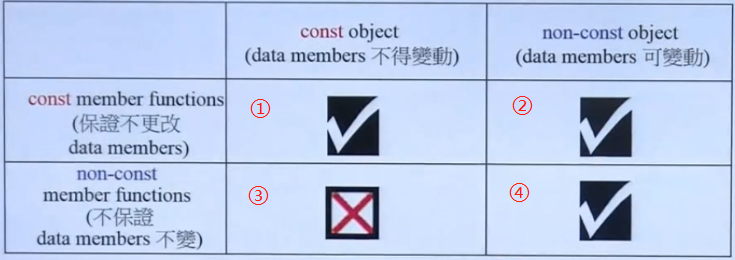 const object
(data members 不得變動)
non-const object
(data members 可變動)
const member functions
(保證不更改
data members)
①
②
non-const
member functions
(不保證
data members 不變)
③
④